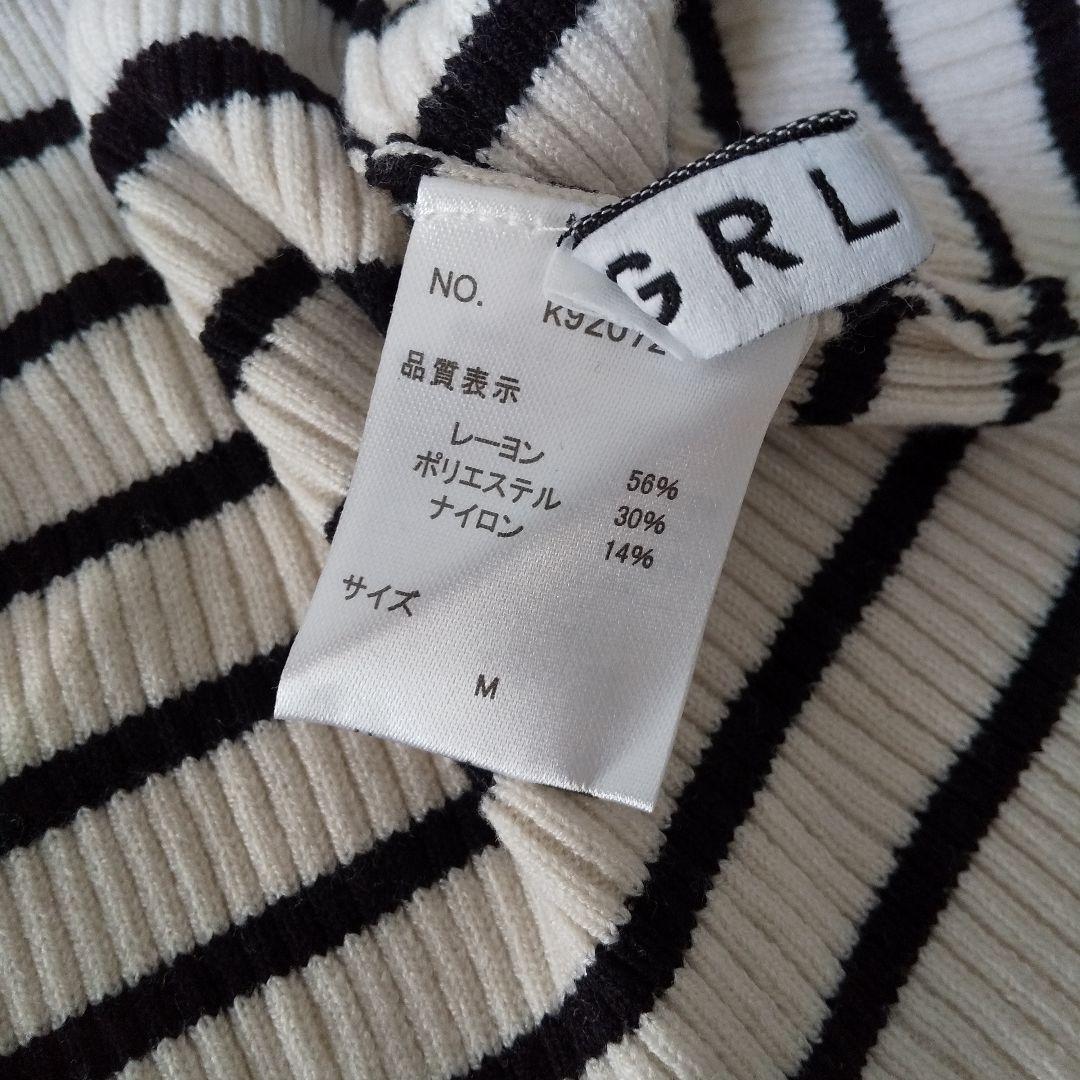 GRL
NO. K92072
品質表示
レーヨン 56%
ポリエステル 30%
ナイロン 14%
サイズ
M